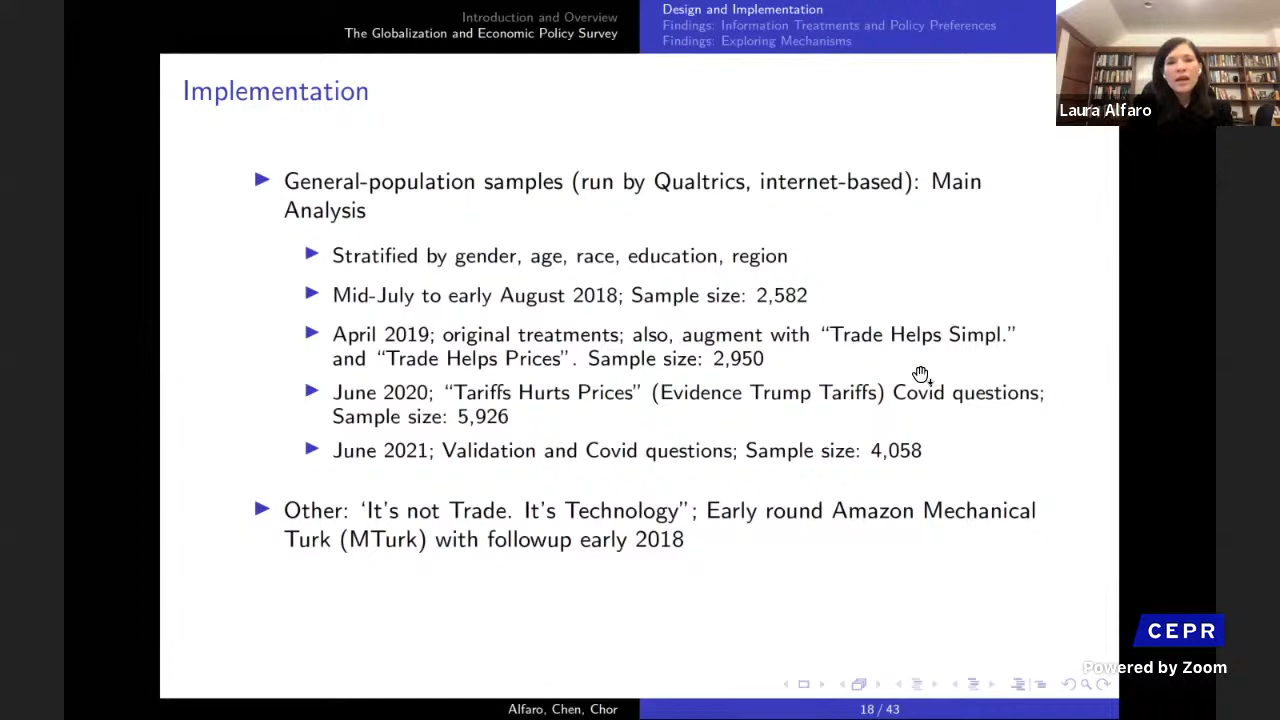 Introduction and Overview
The Globalization and Economic Policy Survey
Design and Implementation
Findings: Information Treatments and Policy Preferences
Findings: Exploring Mechanisms
Laura Alfaro
Implementation
General-population samples (run by Qualtrics, internet-based): Main
Analysis
Stratified by gender, age, race, education, region
Mid-July to early August 2018; Sample size: 2,582
April 2019; original treatments; also, augment with “Trade Helps Simpl.”
and “Trade Helps Prices”. Sample size: 2,950
June 2020; “Tariffs Hurts Prices” (Evidence Trump Tariffs) Covid questions;
Sample size: 5,926
June 2021; Validation and Covid questions; Sample size: 4,058
Other: ‘It’s not Trade. It’s Technology”; Early round Amazon Mechanical
Turk (MTurk) with followup early 2018
CEPR
Powered by Zoom
Alfaro, Chen, Chor
18 / 43